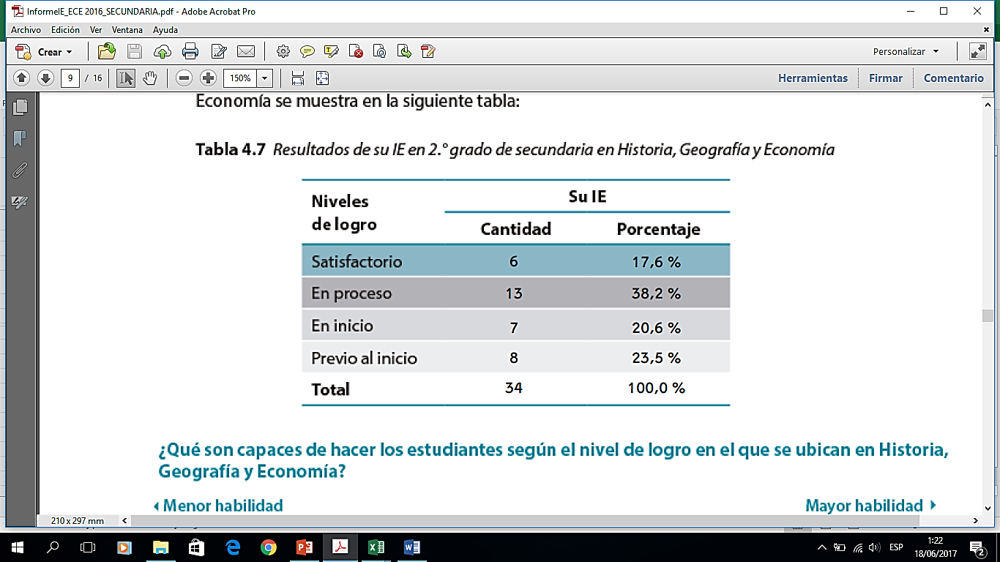 InformeIE_ECE 2016_SECUNDARIA.pdf - Adobe Acrobat Pro
Archivo Edición Ver Ventana Ayuda
Crear Personalizar
9 / 16 150% Herramientas Firmar Comentario
Economía se muestra en la siguiente tabla:
Tabla 4.7 Resultados de su IE en 2.° grado de secundaria en Historia, Geografía y Economía
Niveles de logro Su IE
Cantidad Porcentaje
Satisfactorio 6 17,6 %
En proceso 13 38,2 %
En inicio 7 20,6 %
Previo al inicio 8 23,5 %
Total 34 100,0 %
¿Qué son capaces de hacer los estudiantes según el nivel de logro en el que se ubican en Historia,
Geografía y Economía?
Menor habilidad Mayor habilidad
210 x 297 mm
ESP 1:22
18/06/2017 2